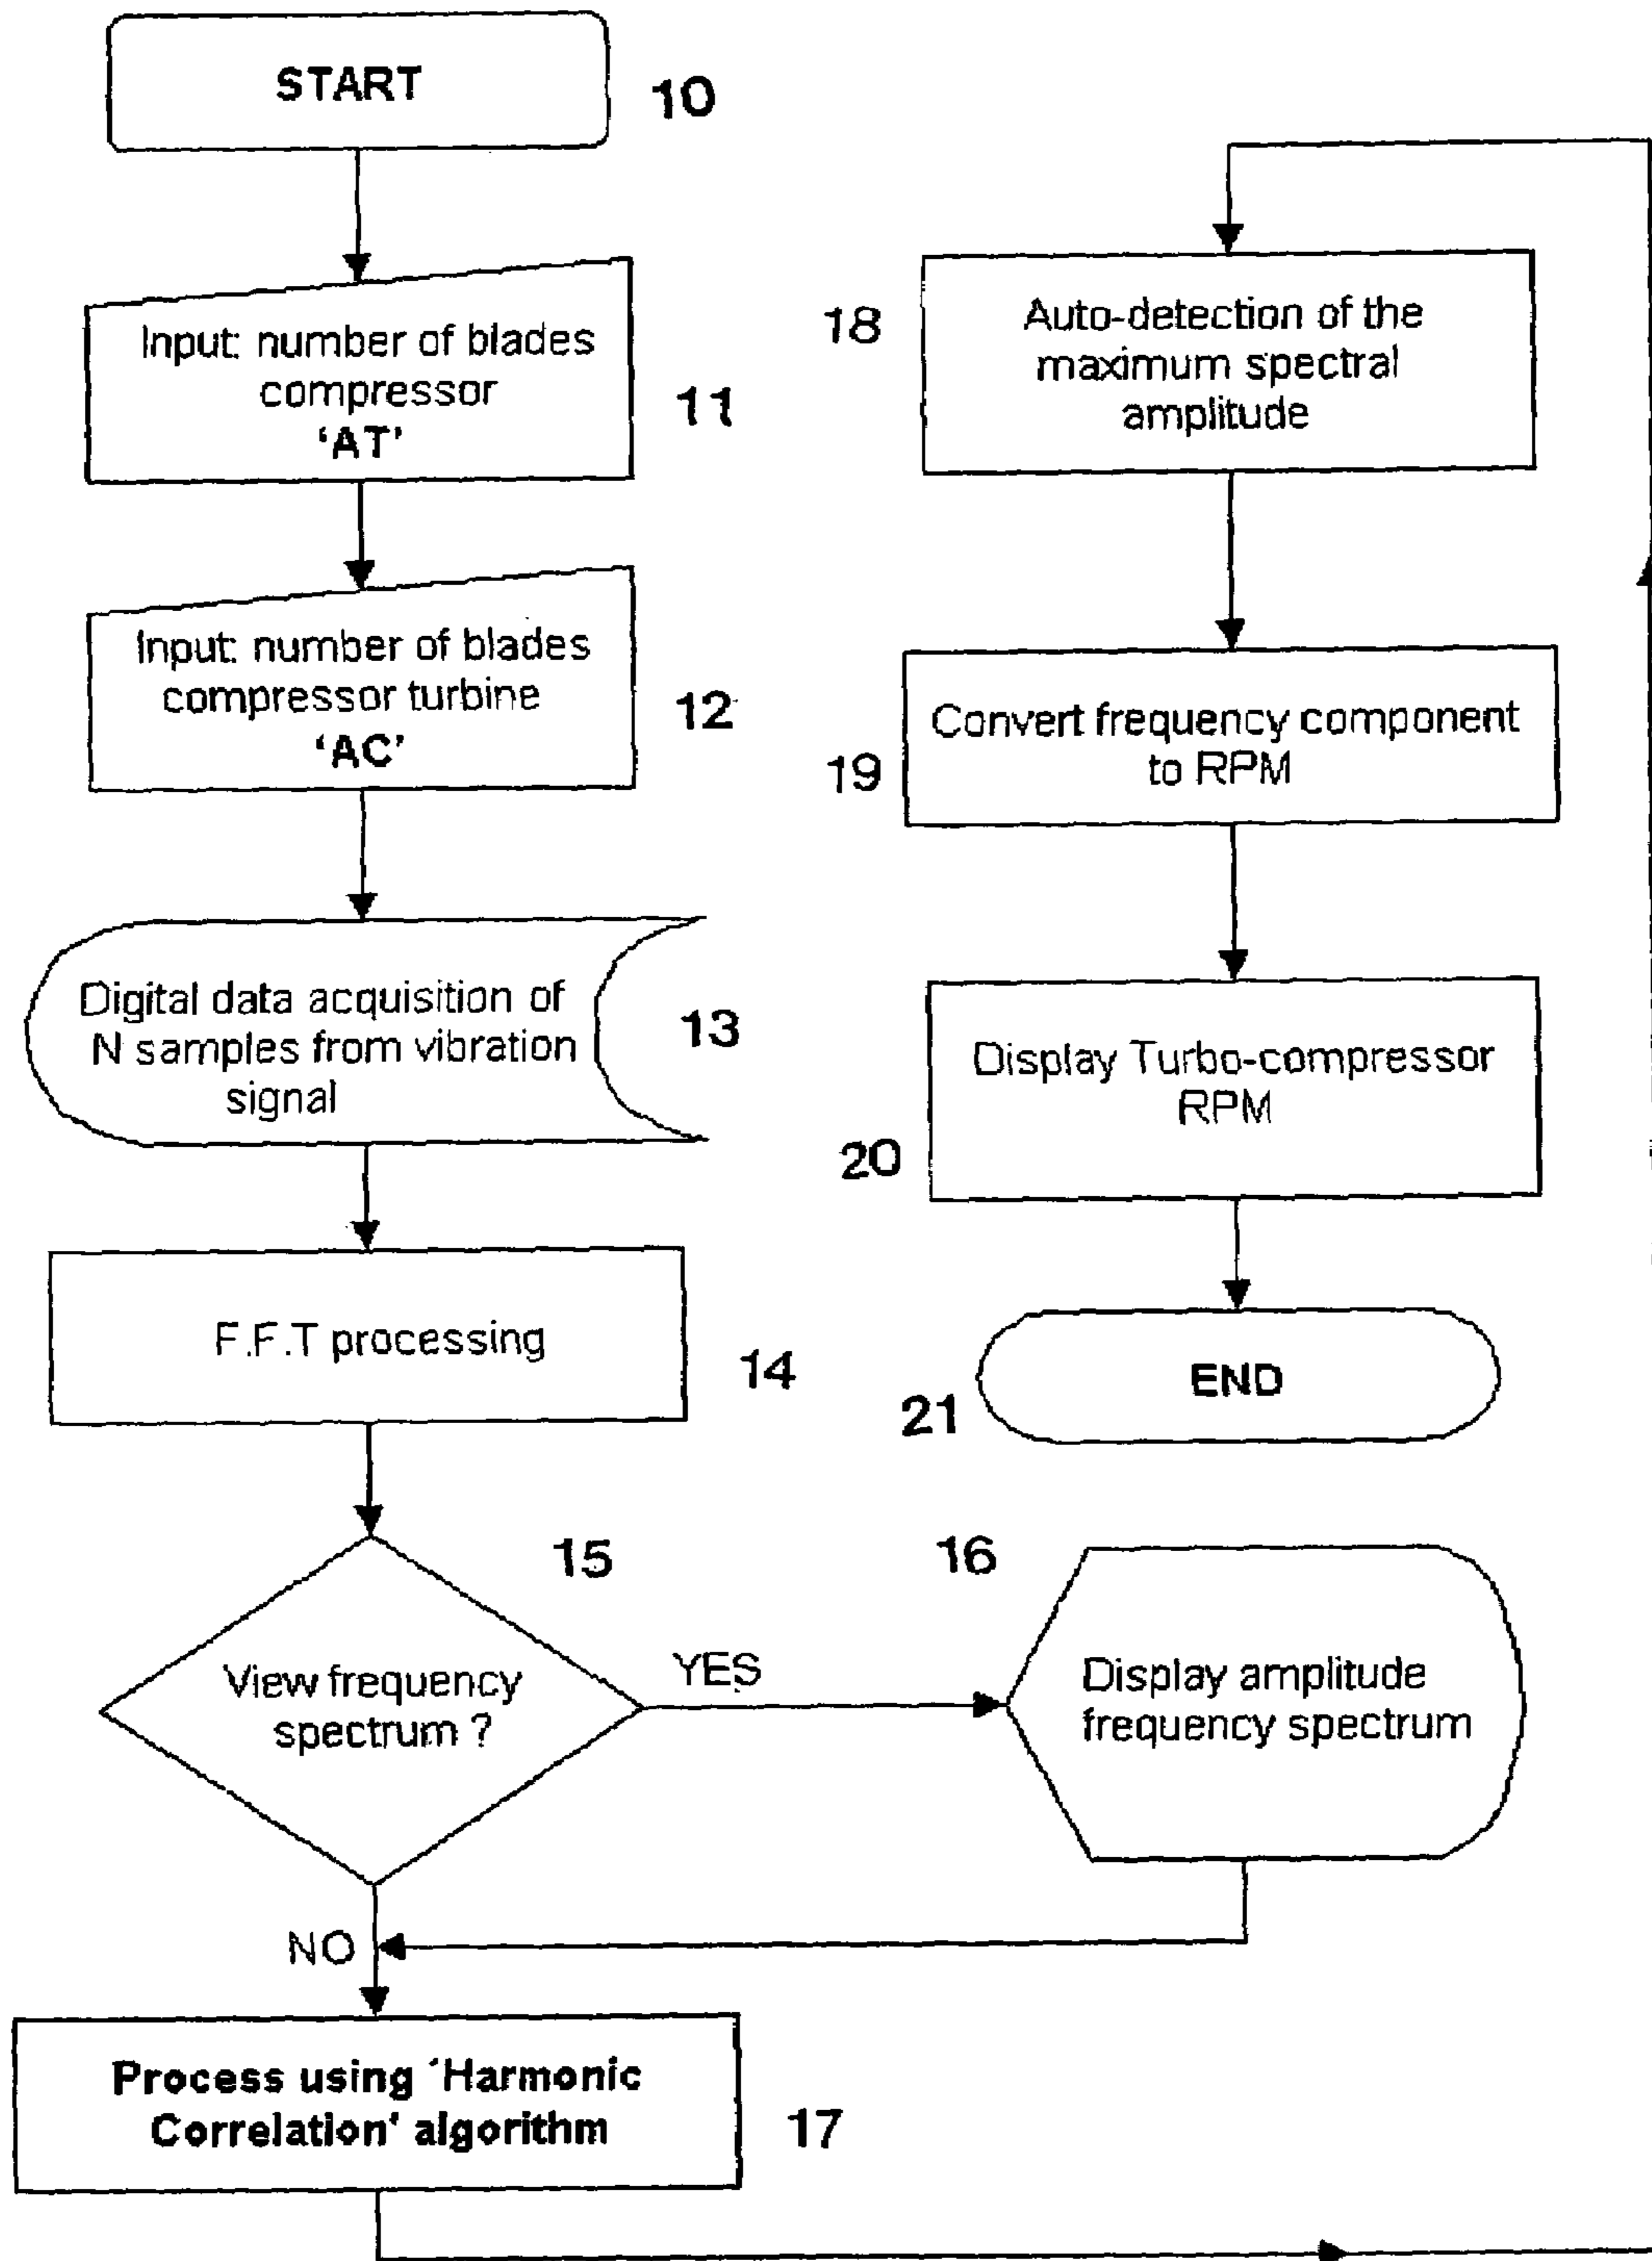 START
10
Input: number of blades
compressor
‘AT’
11
Input: number of blades
compressor turbine
‘AC’
12
Digital data acquisition of
N samples from vibration
signal
13
F.F.T processing
14
15
View frequency
spectrum ?
YES
16
Display amplitude
frequency spectrum
NO
Process using ‘Harmonic
Correlation’ algorithm
17
18
Auto-detection of the
maximum spectral
amplitude
19
Convert frequency component
to RPM
20
Display Turbo-compressor
RPM
21
END